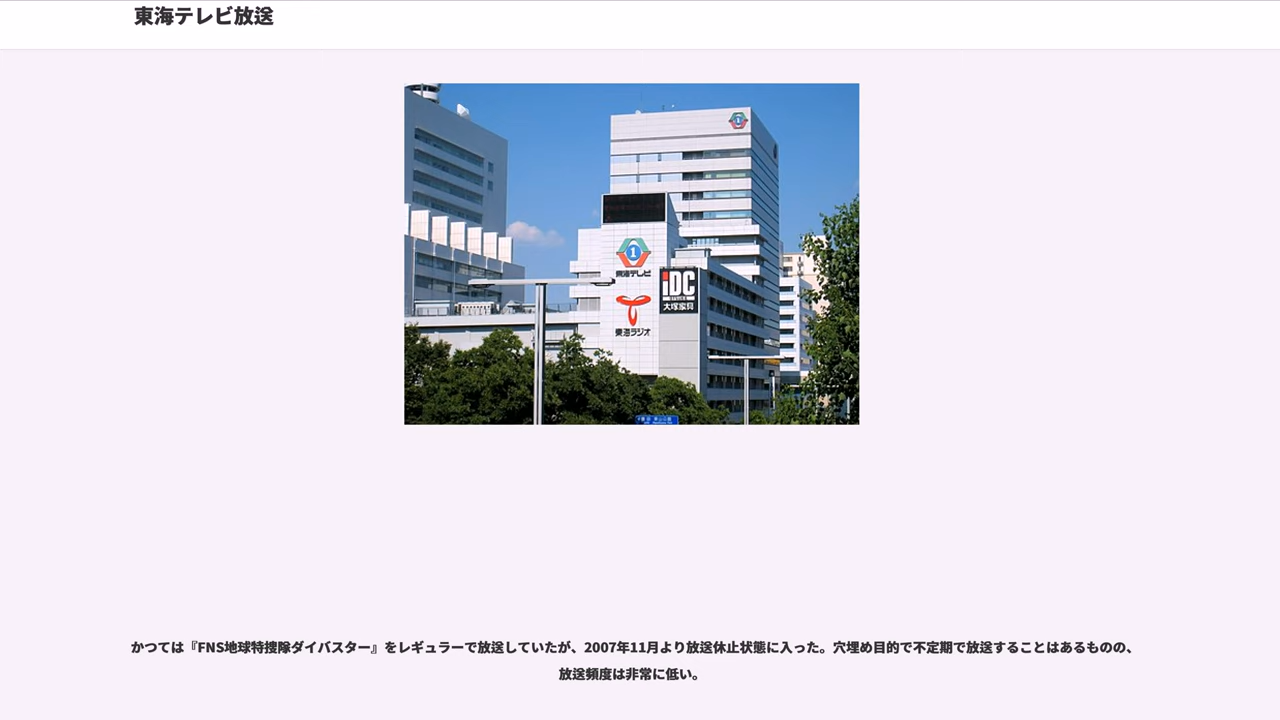 東海テレビ放送
1
東海テレビ
iDC
大塚家具
東海ラジオ
かつては『FNS地球特捜隊ダイバスター』をレギュラーで放送していたが、2007年11月より放送休止状態に入った。穴埋め目的で不定期で放送することはあるものの、
放送頻度は非常に低い。